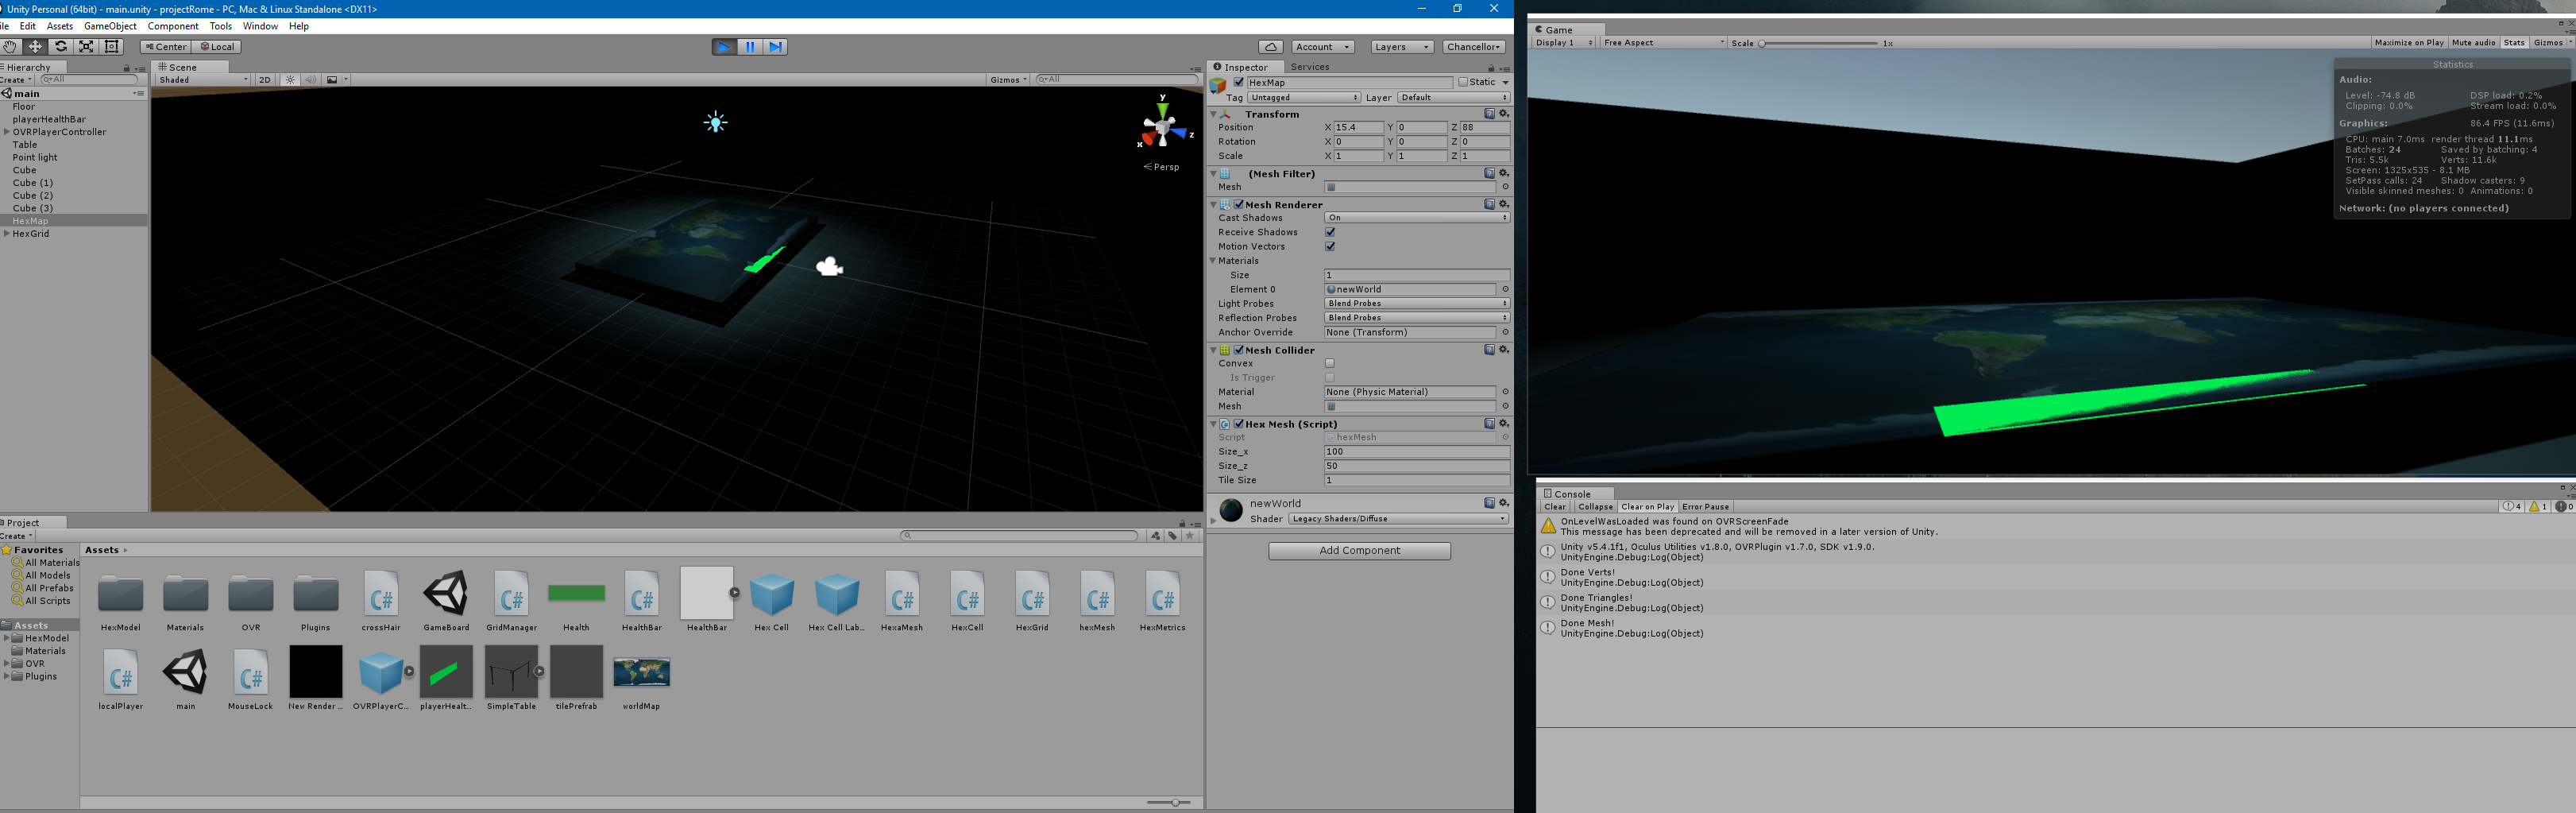 Unity Personal (64bit) - main.unity - projectRome - PC, Mac & Linux Standalone <DX11>
ile Edit Assets GameObject Component Tools Window Help
Center Local
Account Layers Chancellor
Hierarchy
Create All
main
Floor
playerHealthBar
OVRPlayerController
Table
Point light
Cube
Cube (1)
Cube (2)
Cube (3)
HexMap
HexGrid
Scene
Shaded 2D Gizmos All
y
x
z
Persp
Inspector Services
HexMap Static
Tag Untagged Layer Default
Transform
Position X 15.4 Y 0 Z 88
Rotation X 0 Y 0 Z 0
Scale X 1 Y 1 Z 1
(Mesh Filter)
Mesh
Mesh Renderer
Cast Shadows On
Receive Shadows
Motion Vectors
Materials
Size 1
Element 0 newWorld
Light Probes Blend Probes
Reflection Probes Blend Probes
Anchor Override None (Transform)
Mesh Collider
Convex
Is Trigger
Material None (Physic Material)
Mesh
Hex Mesh (Script)
Script hexMesh
Size_x 100
Size_z 50
Tile Size 1
newWorld
Shader Legacy Shaders/Diffuse
Add Component
Project
Create
Favorites
All Materials
All Models
All Prefabs
All Scripts
Assets
HexModel
Materials
OVR
Plugins
Assets
HexModel Materials OVR Plugins crossHair GameBoard GridManager Health HealthBar HealthBar Hex Cell Hex Cell Lab... HexaMesh HexCell HexGrid hexMesh HexMetrics
localPlayer main MouseLock New Render ... OVRPlayerC... playerHealt... SimpleTable tilePrefrab worldMap
Game
Display 1 Free Aspect Scale 1x Maximize on Play Mute audio Stats Gizmos
Statistics
Audio:
Level: -74.8 dB DSP load: 0.2%
Clipping: 0.0% Stream load: 0.0%
Graphics: 86.4 FPS (11.6ms)
CPU: main 7.0ms render thread 11.1ms
Batches: 24 Saved by batching: 4
Tris: 5.5k Verts: 11.6k
Screen: 1325x535 - 8.1 MB
SetPass calls: 24 Shadow casters: 9
Visible skinned meshes: 0 Animations: 0
Network: (no players connected)
Console
Clear Collapse Clear on Play Error Pause 4 1 0
OnLevelWasLoaded was found on OVRScreenFade
This message has been deprecated and will be removed in a later version of Unity.
Unity v5.4.1f1, Oculus Utilities v1.8.0, OVRPlugin v1.7.0, SDK v1.9.0.
UnityEngine.Debug:Log(Object)
Done Verts!
UnityEngine.Debug:Log(Object)
Done Triangles!
UnityEngine.Debug:Log(Object)
Done Mesh!
UnityEngine.Debug:Log(Object)